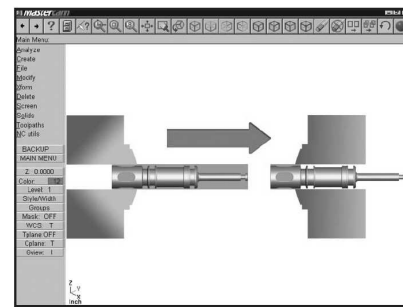 Mastercam
Main Menu:
Analyze
Create
File
Modify
Xform
Delete
Screen
Solids
Toolpaths
NC utils
BACKUP
MAIN MENU
Z: 0.0000
Color: 12
Level: 1
Style/Width
Groups
Mask: OFF
WCS: T
Tplane:OFF
Cplane: T
Gview: I
Z
Y
X
Inch